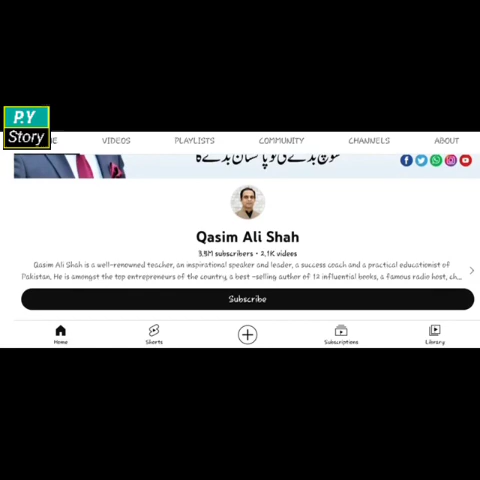 P.Y
Story
VIDEOS PLAYLISTS COMMUNITY CHANNELS ABOUT
Qasim Ali Shah
3.5M subscribers • 2.1K videos
Qasim Ali Shah is a well-renowned teacher, an inspirational speaker and leader, a success coach and a practical educationist of
Pakistan. He is amongst the top entrepreneurs of the country, a best -selling author of 12 influential books, a famous radio host, ch...
Subscribe
Home Shorts Subscriptions Library